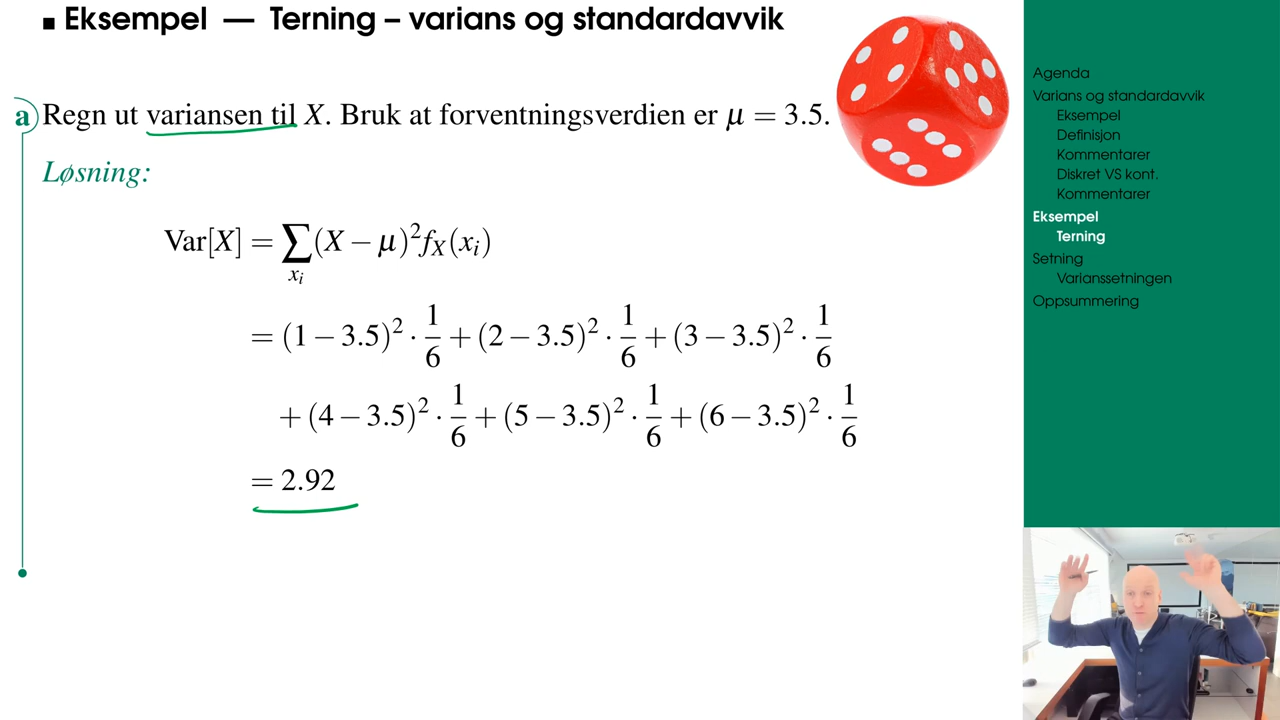 Eksempel — Terning – varians og standardavvik
a Regn ut variansen til X. Bruk at forventningsverdien er μ = 3.5.
Løsning:
Var[X] = ∑_{x_i} (X − μ)² f_X(x_i)
= (1 − 3.5)² · 1/6 + (2 − 3.5)² · 1/6 + (3 − 3.5)² · 1/6
+ (4 − 3.5)² · 1/6 + (5 − 3.5)² · 1/6 + (6 − 3.5)² · 1/6
= 2.92
Agenda
Varians og standardavvik
Eksempel
Definisjon
Kommentarer
Diskret VS kont.
Kommentarer
Eksempel
Terning
Setning
Varianssetningen
Oppsummering